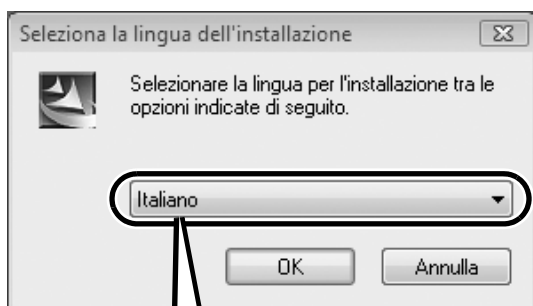 Seleziona la lingua dell'installazione
Selezionare la lingua per l'installazione tra le
opzioni indicate di seguito.
Italiano
OK
Annulla